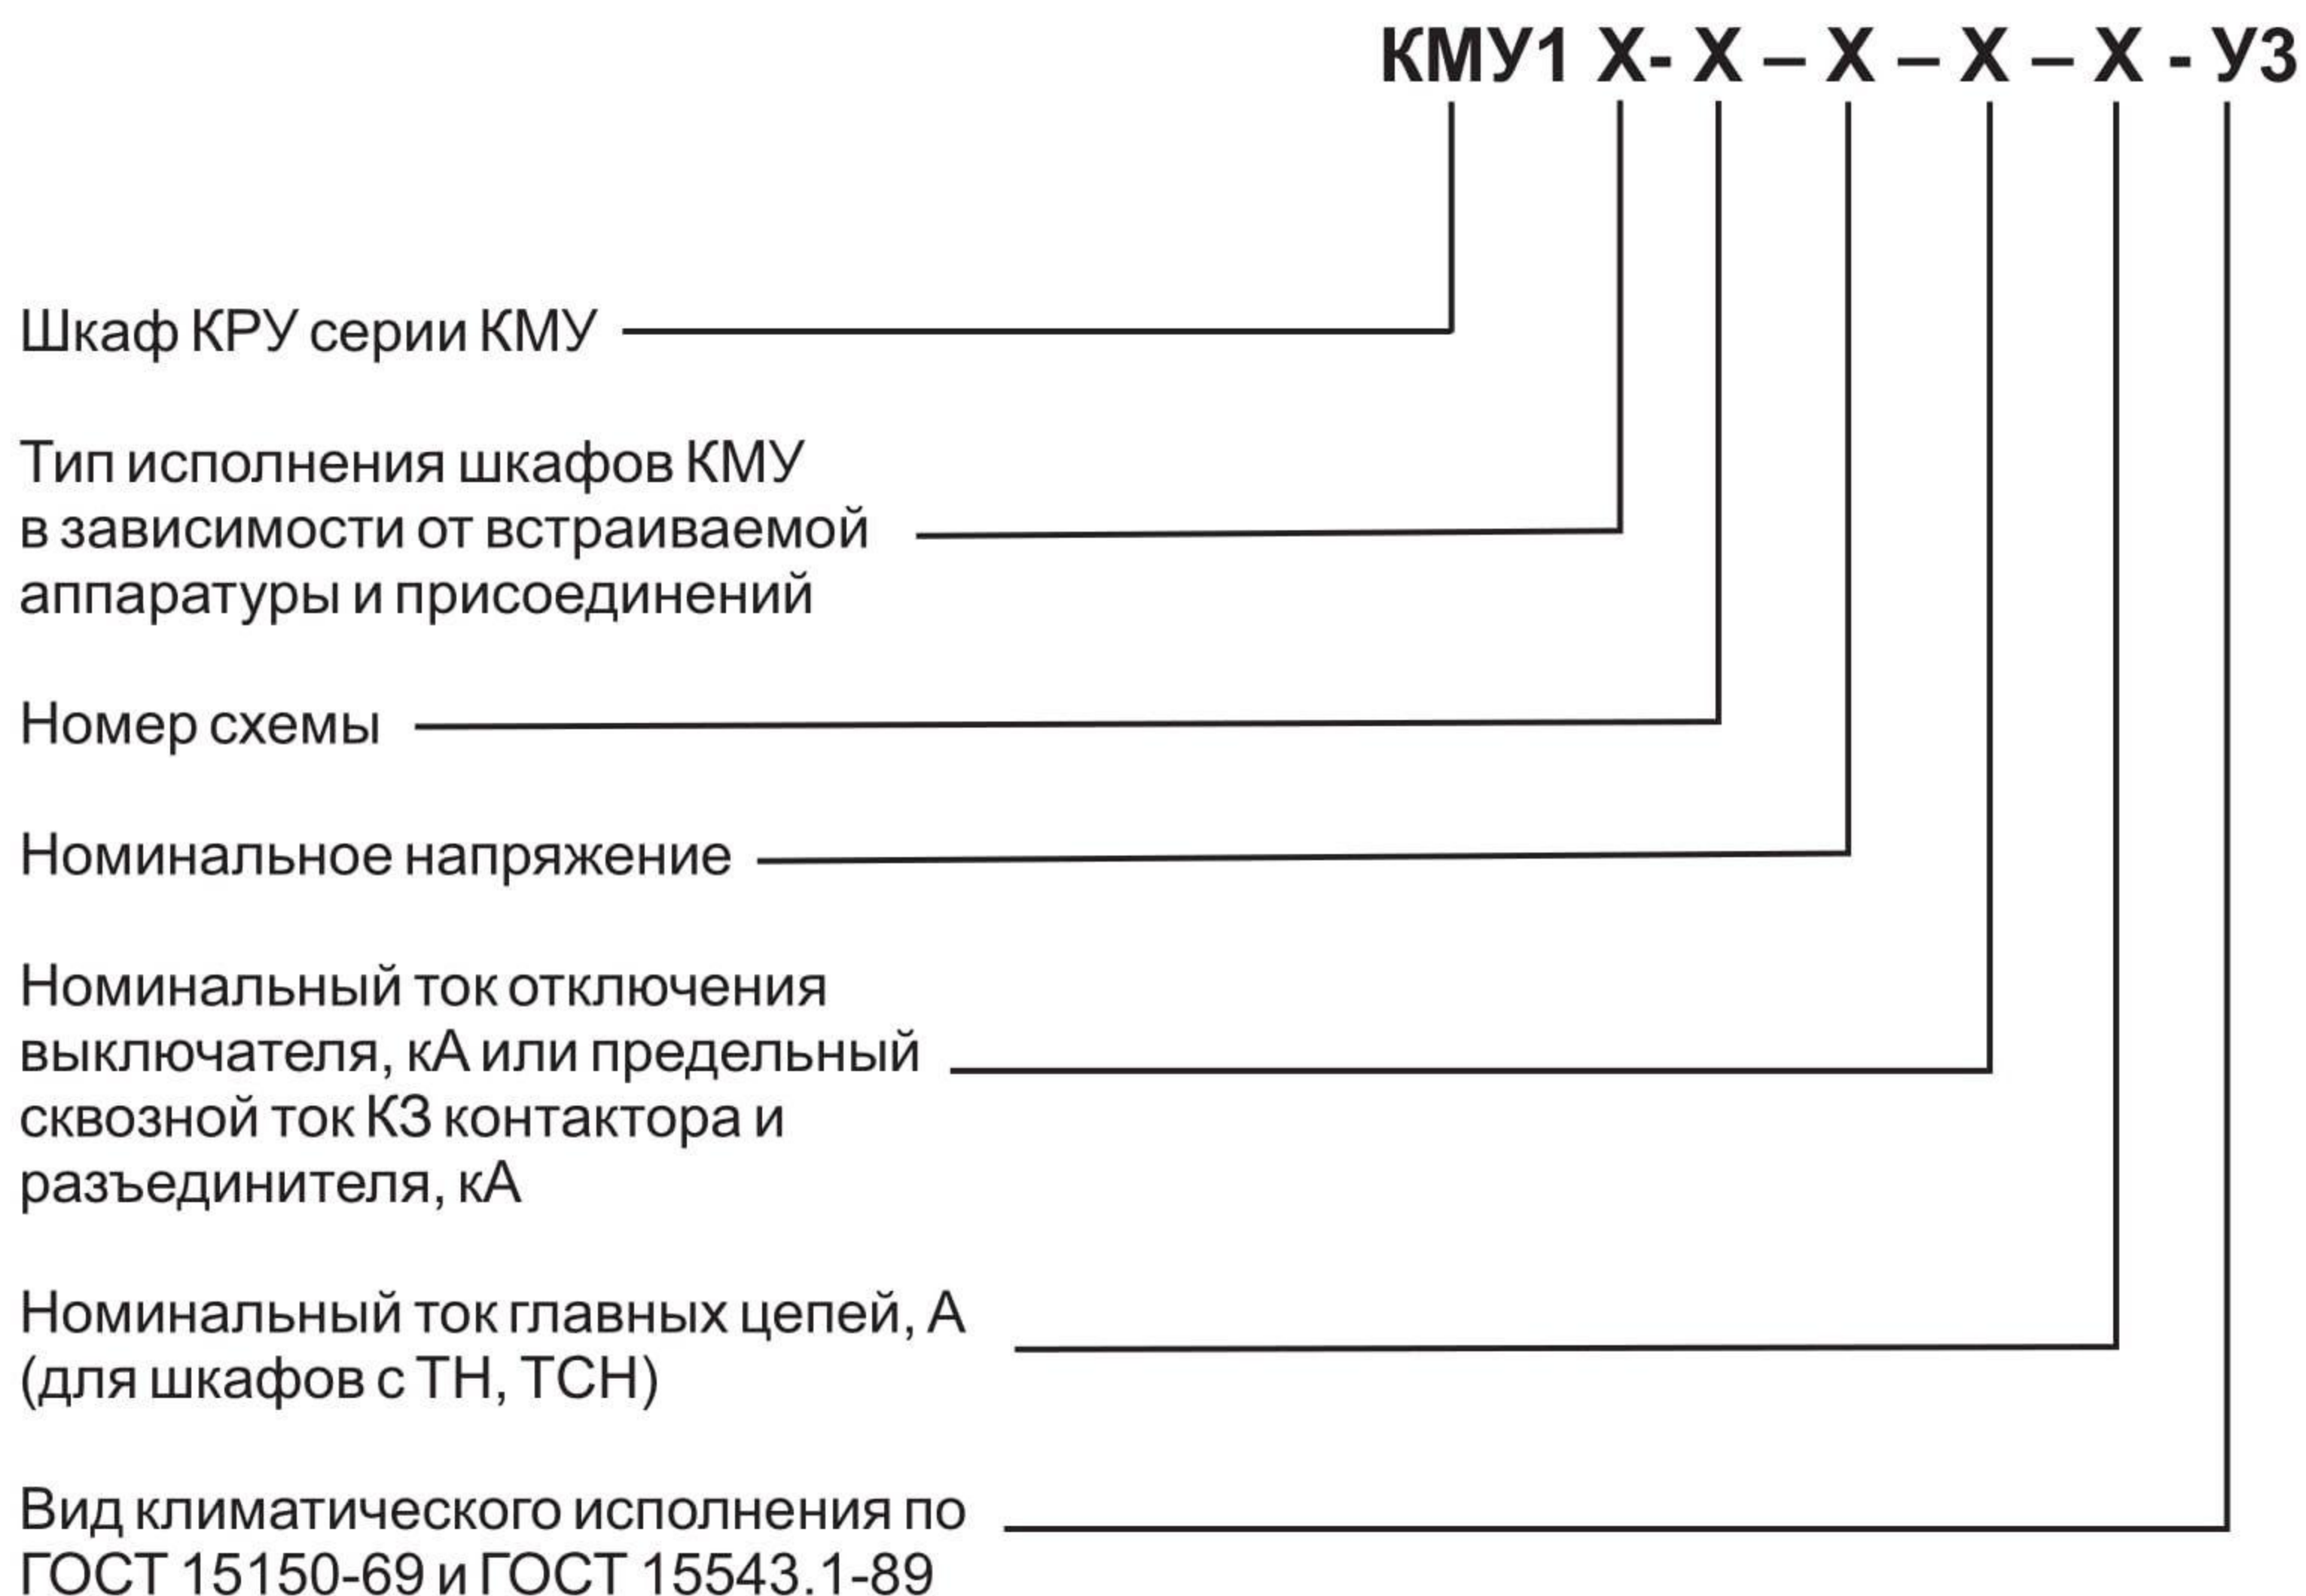 КМУ1 Х- Х – Х – Х – Х - У3
Шкаф КРУ серии КМУ
Тип исполнения шкафов КМУ
в зависимости от встраиваемой
аппаратуры и присоединений
Номер схемы
Номинальное напряжение
Номинальный ток отключения
выключателя, кА или предельный
сквозной ток КЗ контактора и
разъединителя, кА
Номинальный ток главных цепей, А
(для шкафов с ТН, ТСН)
Вид климатического исполнения по
ГОСТ 15150-69 и ГОСТ 15543.1-89